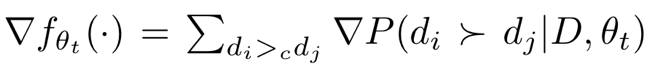 ∇f_{θ_t}(·) = ∑_{d_i >_c d_j} ∇P(d_i ≻ d_j|D, θ_t)